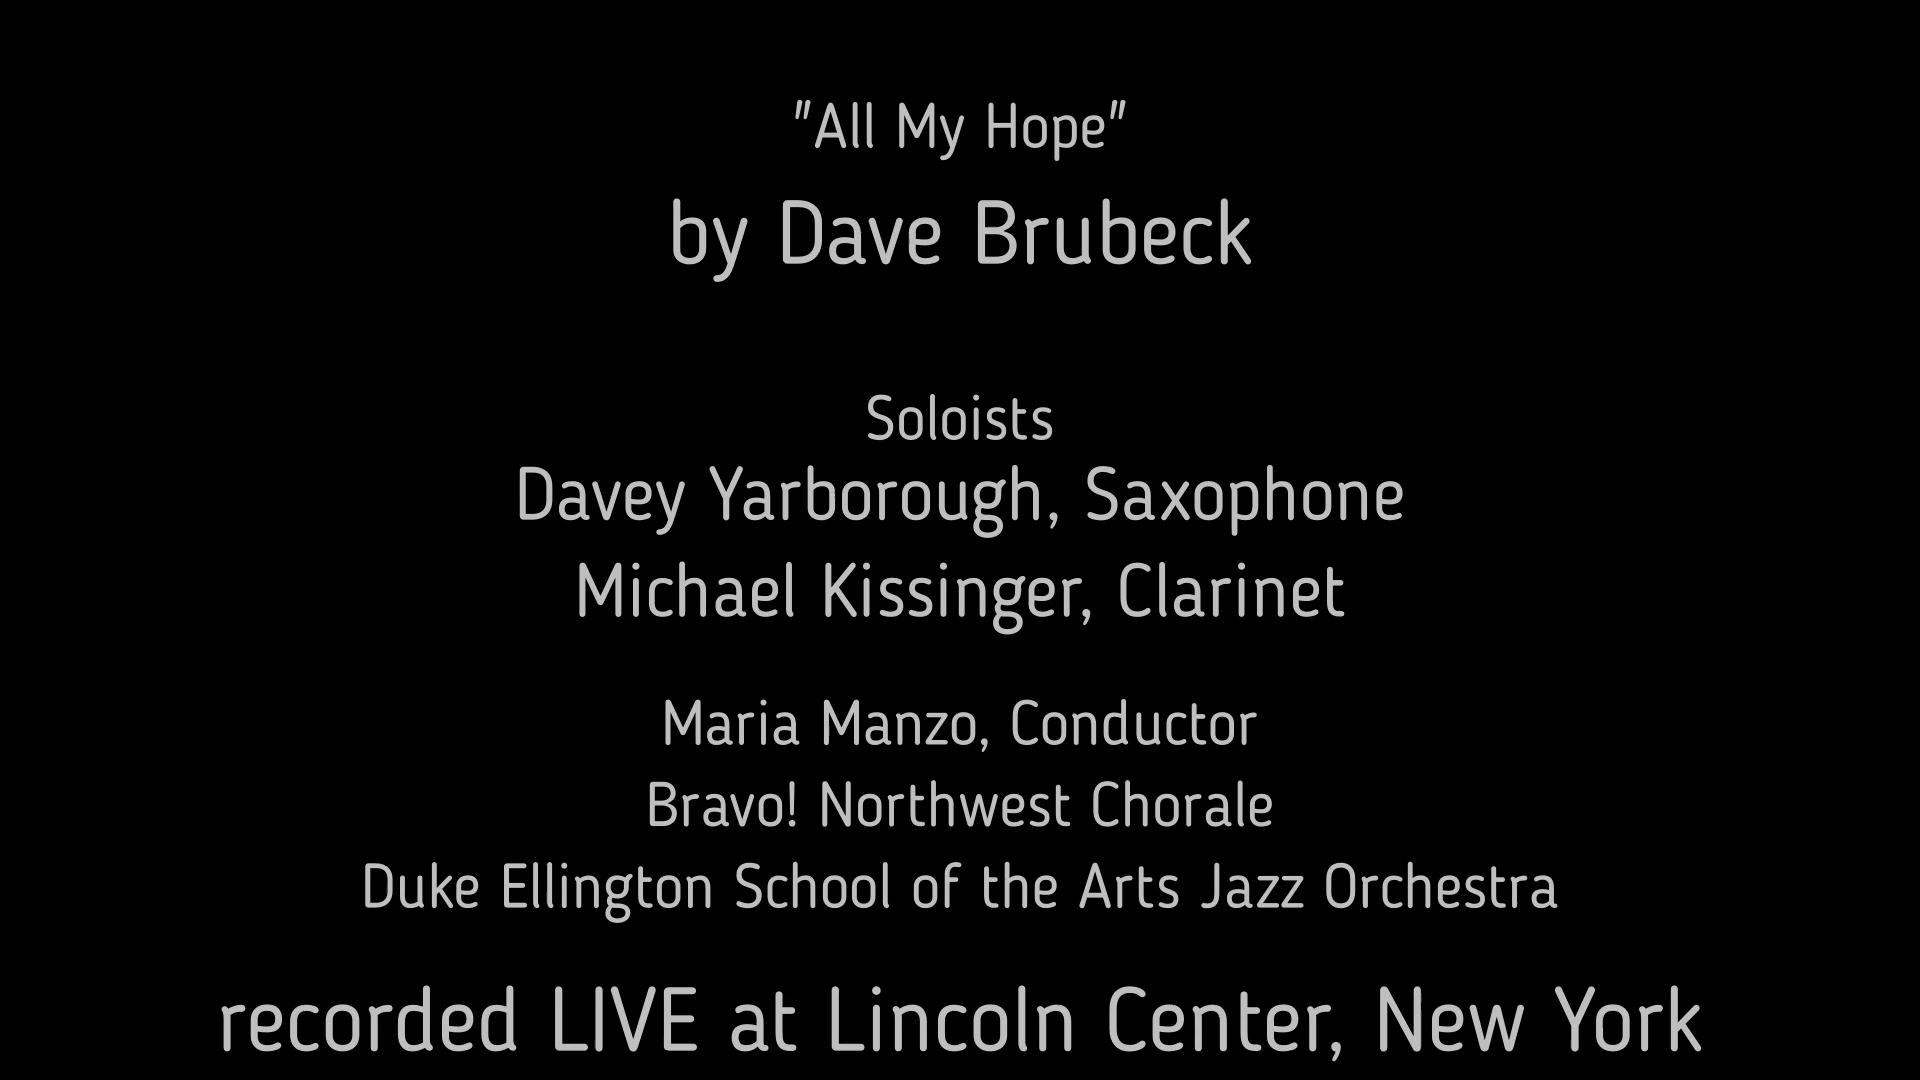 "All My Hope"
by Dave Brubeck
Soloists
Davey Yarborough, Saxophone
Michael Kissinger, Clarinet
Maria Manzo, Conductor
Bravo! Northwest Chorale
Duke Ellington School of the Arts Jazz Orchestra
recorded LIVE at Lincoln Center, New York